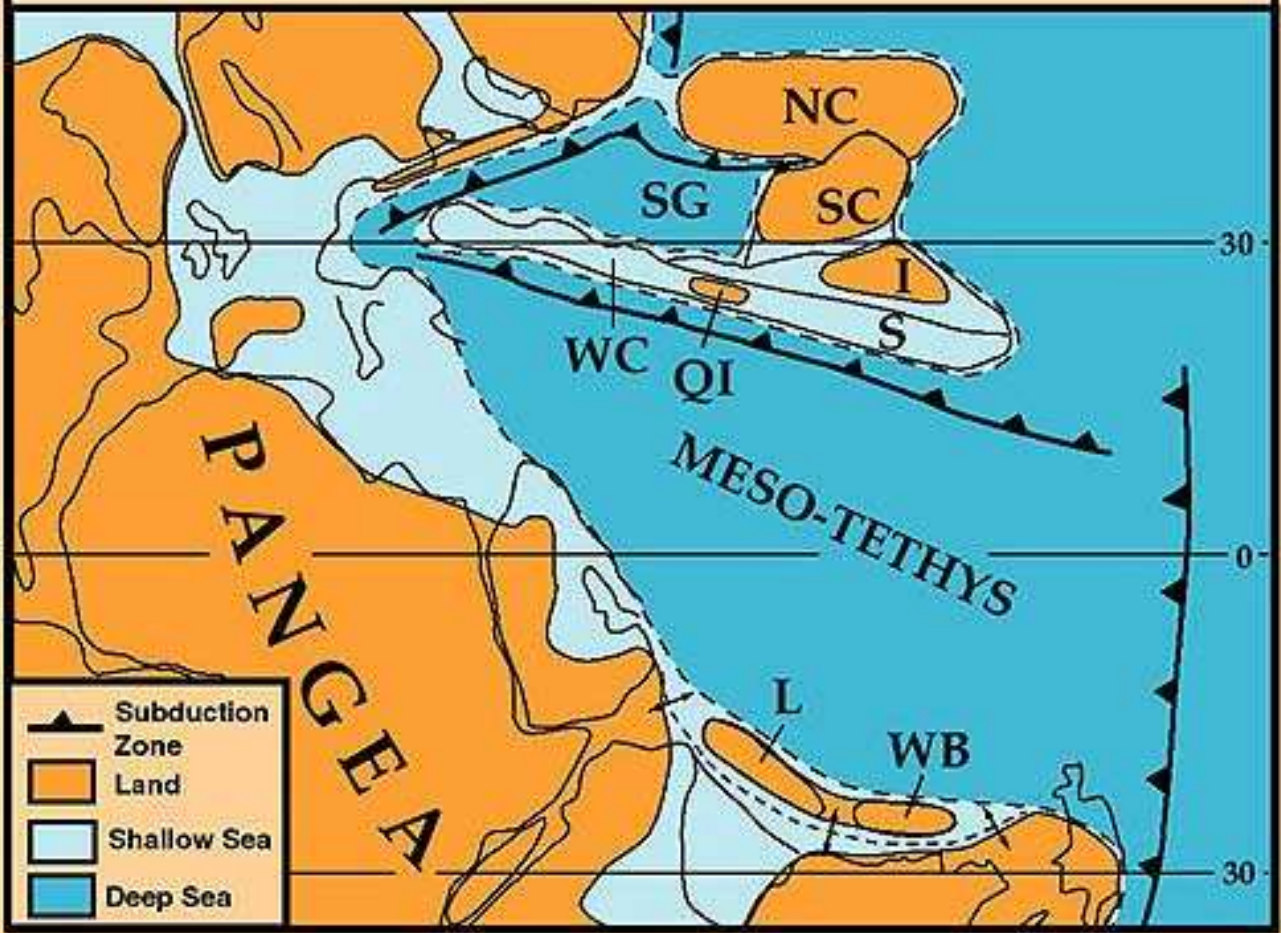 NC
SG
SC
30
I
S
WC
QI
PANGEA
MESO-TETHYS
0
L
WB
30
Subduction
Zone
Land
Shallow Sea
Deep Sea